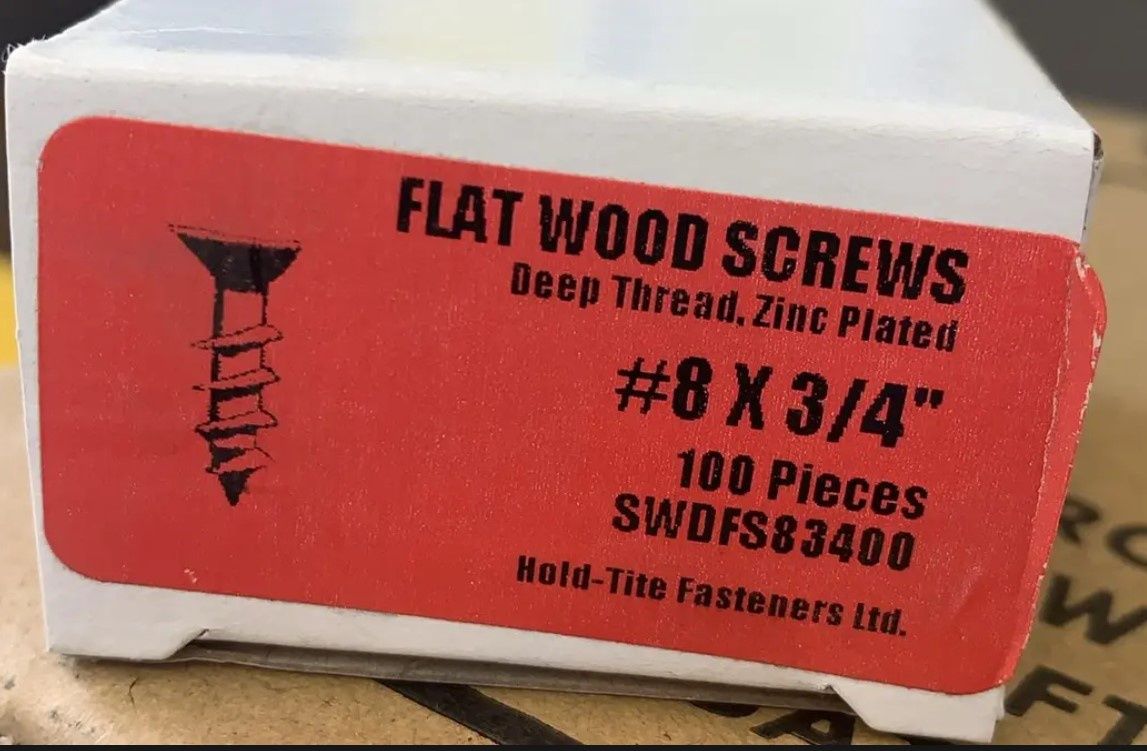 FLAT WOOD SCREWS
Deep Thread, Zinc Plated
#8 X 3/4"
100 Pieces
SWDFS83400
Hold-Tite Fasteners Ltd.